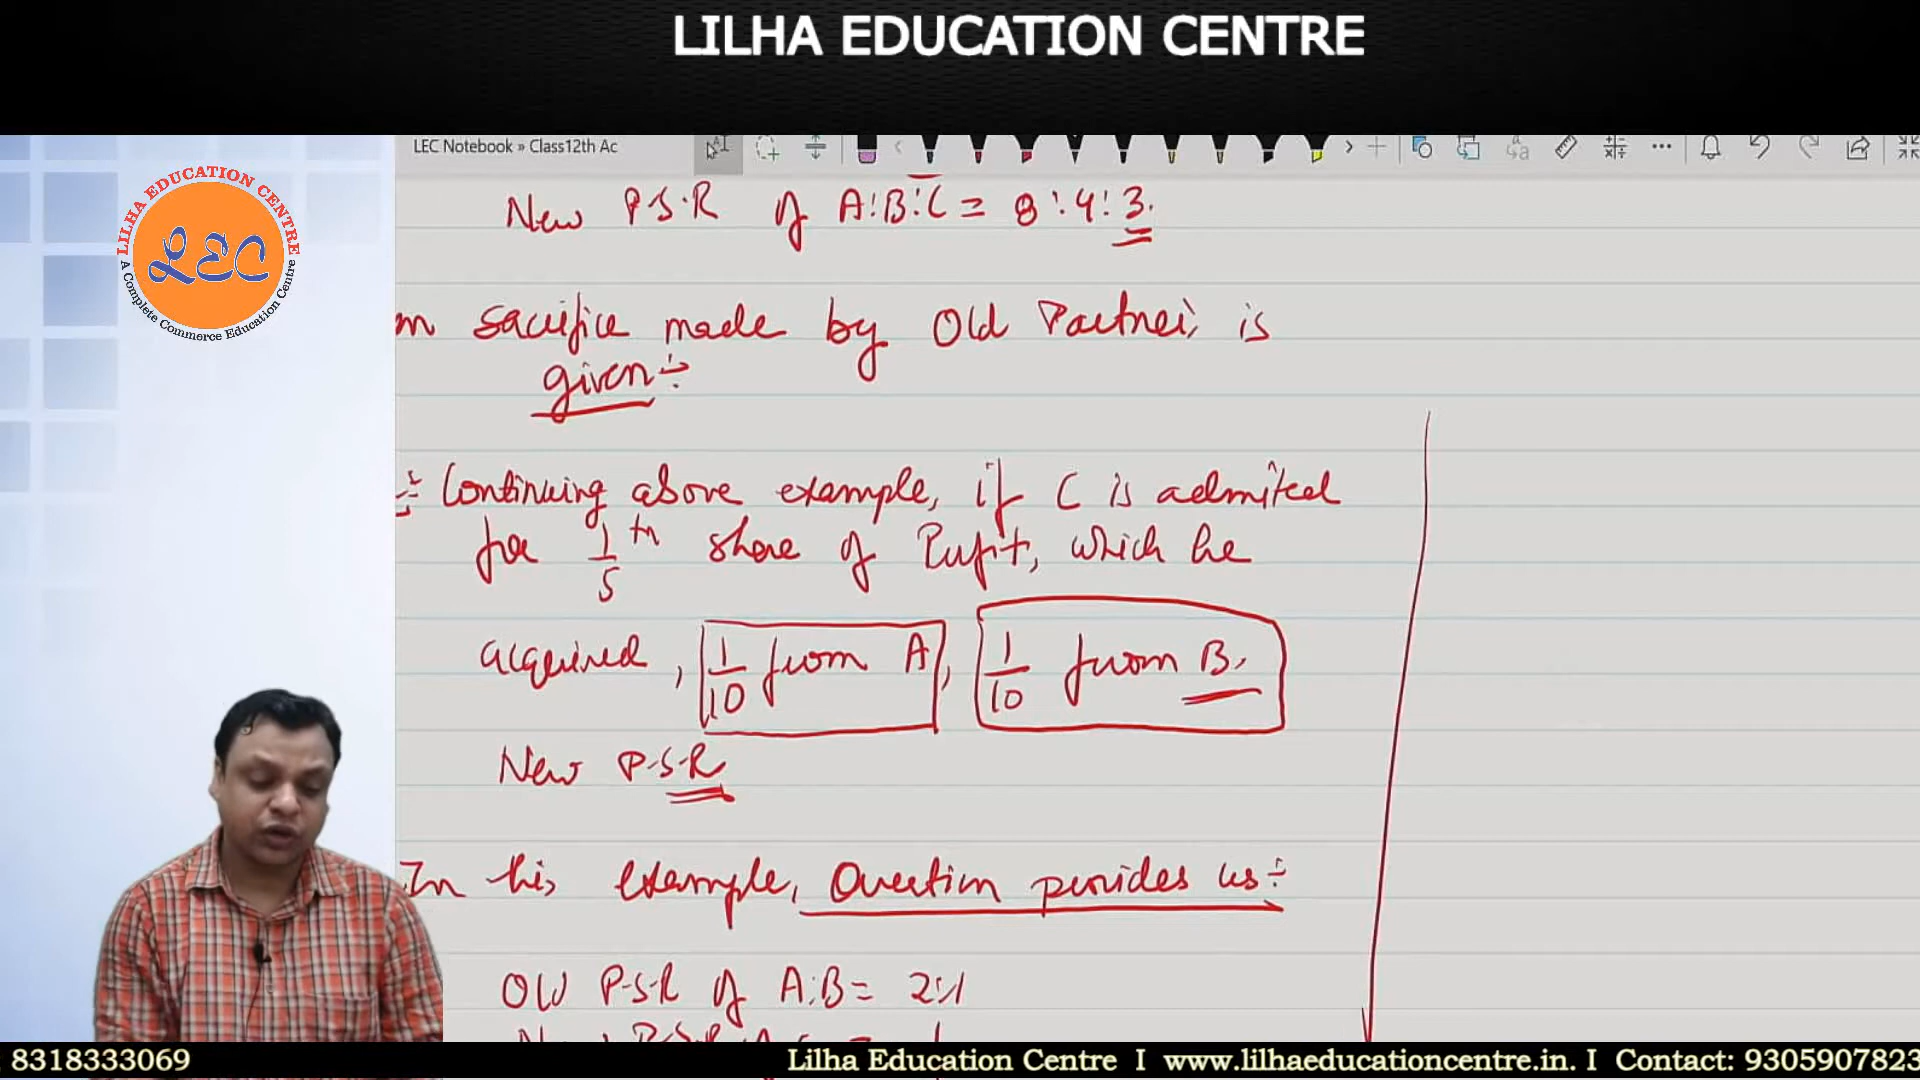 LILHA EDUCATION CENTRE
LEC Notebook » Class12th Ac
LILHA EDUCATION CENTRE
LEC
A Complete Commerce Education Centre
New P.S.R of A:B:C = 8:4:3.
sacrifice made by Old Partner is
given:-
Continuing above example, if C is admitted
for 1/5 th share of Profit, which he
acquired, 1/10 from A, 1/10 from B.
New P.S.R
In this example, Question provides us:-
Old P.S.R of A:B = 2:1
8318333069
Lilha Education Centre I www.lilhaeducationcentre.in. I Contact: 9305907823